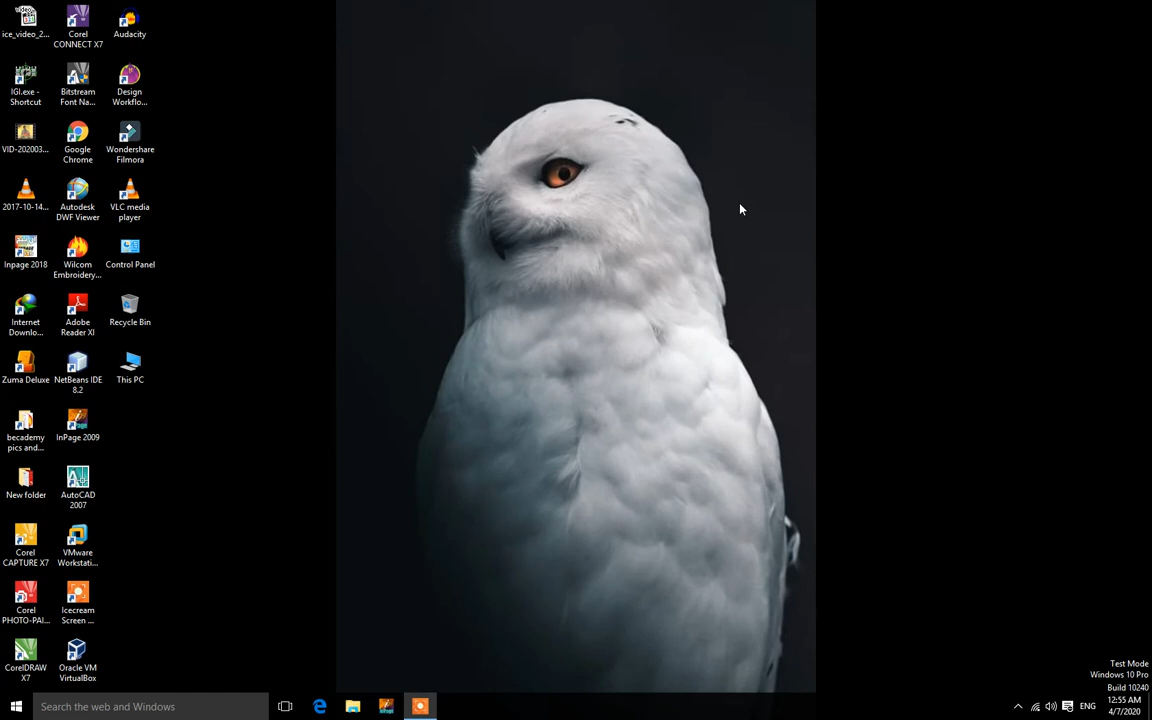 ice_video_2...
Corel
CONNECT X7
Audacity
IGI.exe -
Shortcut
Bitstream
Font Na...
Design
Workflo...
VID-202003...
Google
Chrome
Wondershare
Filmora
2017-10-14...
Autodesk
DWF Viewer
VLC media
player
Inpage 2018
Wilcom
Embroidery...
Control Panel
Internet
Downlo...
Adobe
Reader XI
Recycle Bin
Zuma Deluxe
NetBeans IDE
8.2
This PC
becademy
pics and...
InPage 2009
New folder
AutoCAD
2007
Corel
CAPTURE X7
VMware
Workstati...
Corel
PHOTO-PAI...
Icecream
Screen ...
CorelDRAW
X7
Oracle VM
VirtualBox
Test Mode
Windows 10 Pro
Build 10240
Search the web and Windows
ENG
12:55 AM
4/7/2020